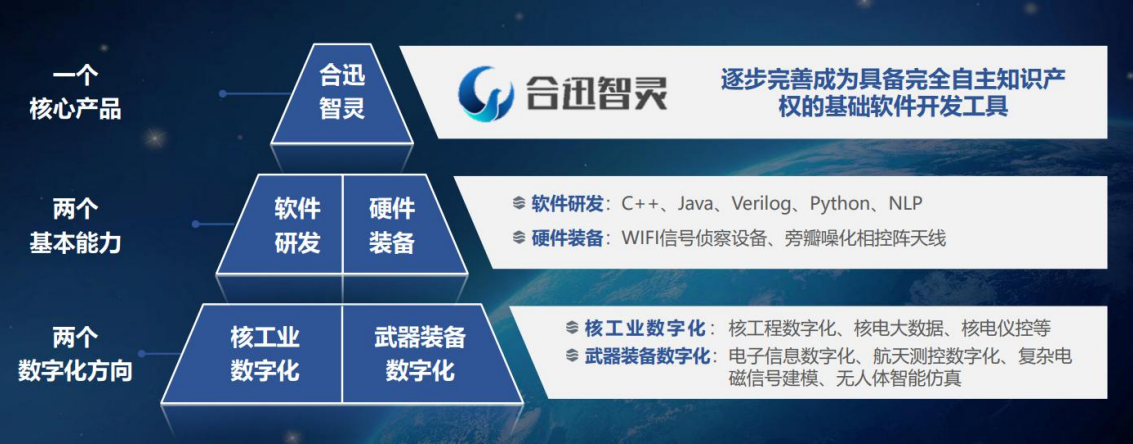 一个
核心产品
合迅
智灵
合迅智灵
逐步完善成为具备完全自主知识产
权的基础软件开发工具
两个
基本能力
软件
研发
硬件
装备
软件研发：C++、Java、Verilog、Python、NLP
硬件装备：WIFI信号侦察设备、旁瓣噪化相控阵天线
两个
数字化方向
核工业
数字化
武器装备
数字化
核工业数字化：核工程数字化、核电大数据、核电仪控等
武器装备数字化：电子信息数字化、航天测控数字化、复杂电
磁信号建模、无人体智能仿真